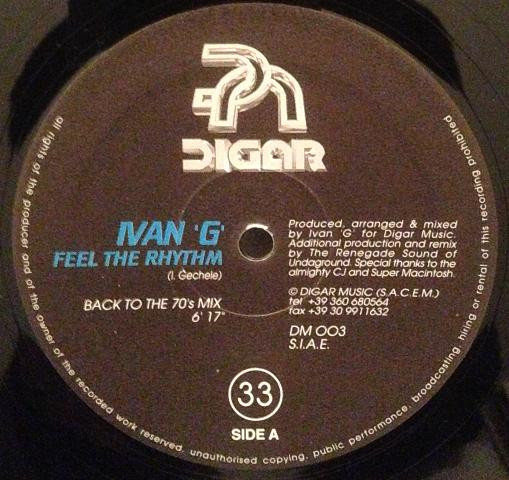 DIGAR
IVAN 'G'
FEEL THE RHYTHM
(I. Gechele)
BACK TO THE 70's MIX
6' 17"
Produced, arranged & mixed
by Ivan 'G' for Digar Music.
Additional production and remix
by The Renegade Sound of
Undaground. Special thanks to the
almighty CJ and Super Macintosh.
© DIGAR MUSIC (S.A.C.E.M.)
tel +39 360 680564
fax +39 30 9911632
DM OO3
S.I.A.E.
33
SIDE A
all rights of the producer and of the owner of the recorded work reserved. unauthorised copying, public performance, broadcasting, hiring or rental of this recording prohibited